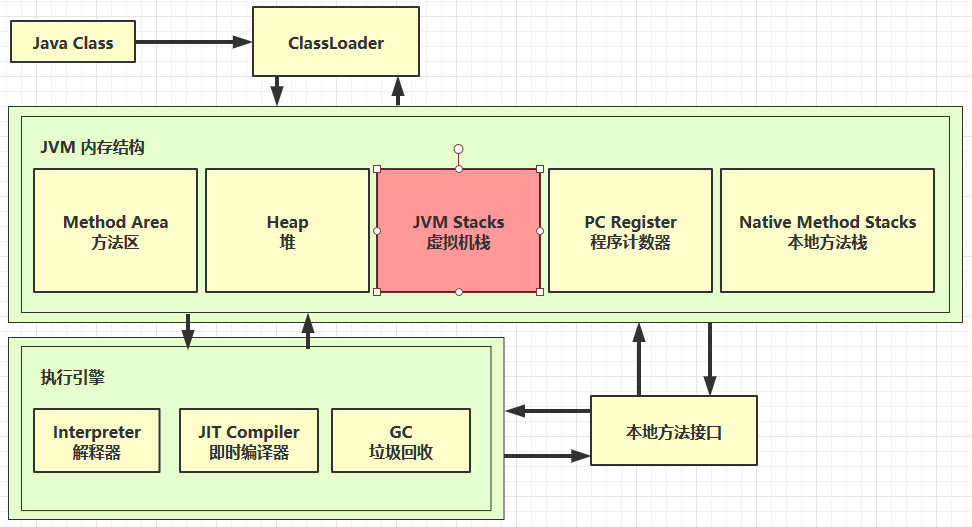 Java Class
ClassLoader
JVM 内存结构
Method Area
方法区
Heap
堆
JVM Stacks
虚拟机栈
PC Register
程序计数器
Native Method Stacks
本地方法栈
执行引擎
Interpreter
解释器
JIT Compiler
即时编译器
GC
垃圾回收
本地方法接口